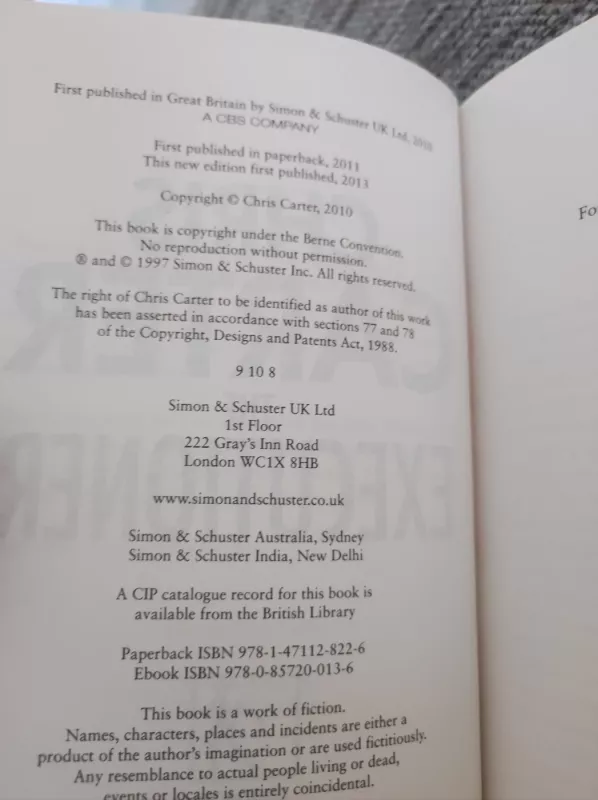 First published in Great Britain by Simon & Schuster UK Ltd, 2010
A CBS COMPANY
First published in paperback, 2011
This new edition first published, 2013
Copyright © Chris Carter, 2010
This book is copyright under the Berne Convention.
No reproduction without permission.
® and © 1997 Simon & Schuster Inc. All rights reserved.
The right of Chris Carter to be identified as author of this work
has been asserted in accordance with sections 77 and 78
of the Copyright, Designs and Patents Act, 1988.
9 10 8
Simon & Schuster UK Ltd
1st Floor
222 Gray's Inn Road
London WC1X 8HB
www.simonandschuster.co.uk
Simon & Schuster Australia, Sydney
Simon & Schuster India, New Delhi
A CIP catalogue record for this book is
available from the British Library
Paperback ISBN 978-1-47112-822-6
Ebook ISBN 978-0-85720-013-6
This book is a work of fiction.
Names, characters, places and incidents are either a
product of the author's imagination or are used fictitiously.
Any resemblance to actual people living or dead,
events or locales is entirely coincidental.
Fo